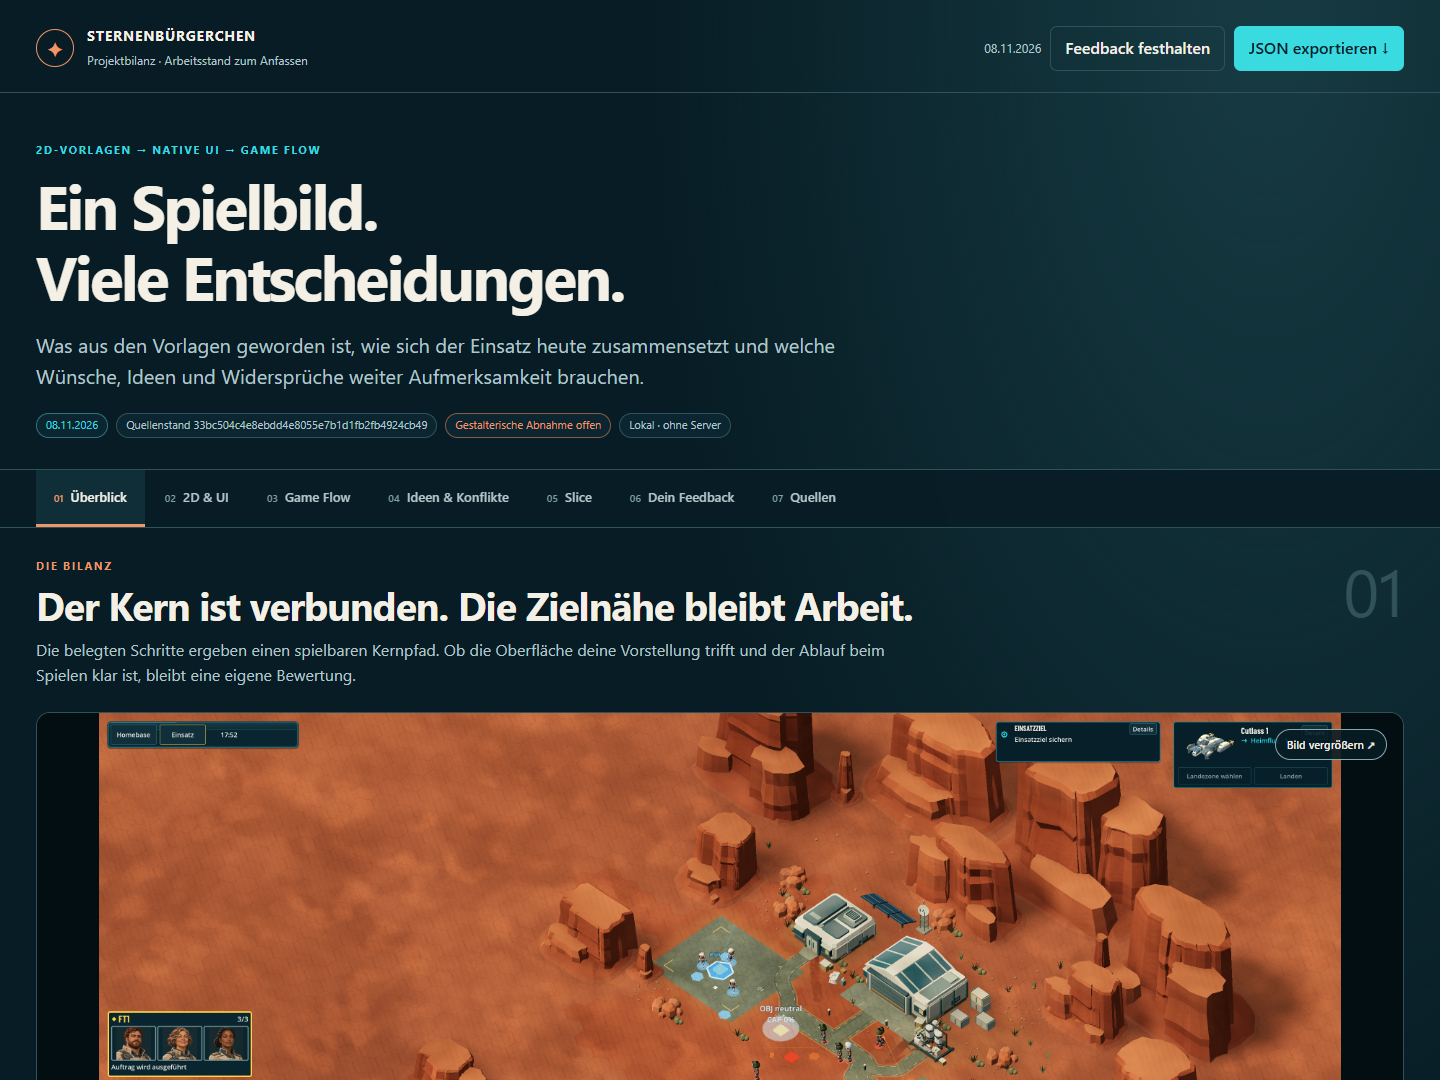 STERNENBÜRGERCHEN
Projektbilanz · Arbeitsstand zum Anfassen
08.11.2026
Feedback festhalten
JSON exportieren ↓
2D-VORLAGEN → NATIVE UI → GAME FLOW
Ein Spielbild.
Viele Entscheidungen.
Was aus den Vorlagen geworden ist, wie sich der Einsatz heute zusammensetzt und welche
Wünsche, Ideen und Widersprüche weiter Aufmerksamkeit brauchen.
08.11.2026
Quellenstand 33bc504c4e8ebdd4e8055e7b1d1fb2fb4924cb49
Gestalterische Abnahme offen
Lokal · ohne Server
01 Überblick
02 2D & UI
03 Game Flow
04 Ideen & Konflikte
05 Slice
06 Dein Feedback
07 Quellen
DIE BILANZ
01
Der Kern ist verbunden. Die Zielnähe bleibt Arbeit.
Die belegten Schritte ergeben einen spielbaren Kernpfad. Ob die Oberfläche deine Vorstellung trifft und der Ablauf beim
Spielen klar ist, bleibt eine eigene Bewertung.
Homebase
Einsatz
17:52
EINSATZZIEL
Details
Einsatzziel sichern
Cutlass 1
Bild vergrößern ↗
Landezone wählen
Landen
OBJ neutral
FT1
3/3
Auftrag wird ausgeführt